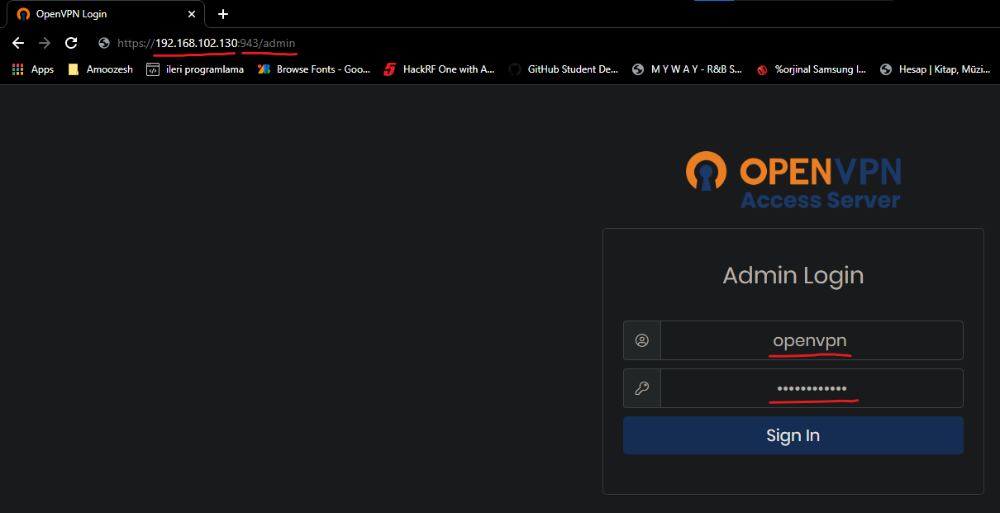 OpenVPN Login
https://192.168.102.130:943/admin
Apps Amoozesh ileri programlama Browse Fonts - Goo... HackRF One with A... GitHub Student De... M Y W A Y - R&B S... %orjinal Samsung I... Hesap | Kitap, Müzi...
OPENVPN
Access Server
Admin Login
openvpn
••••••••••••
Sign In